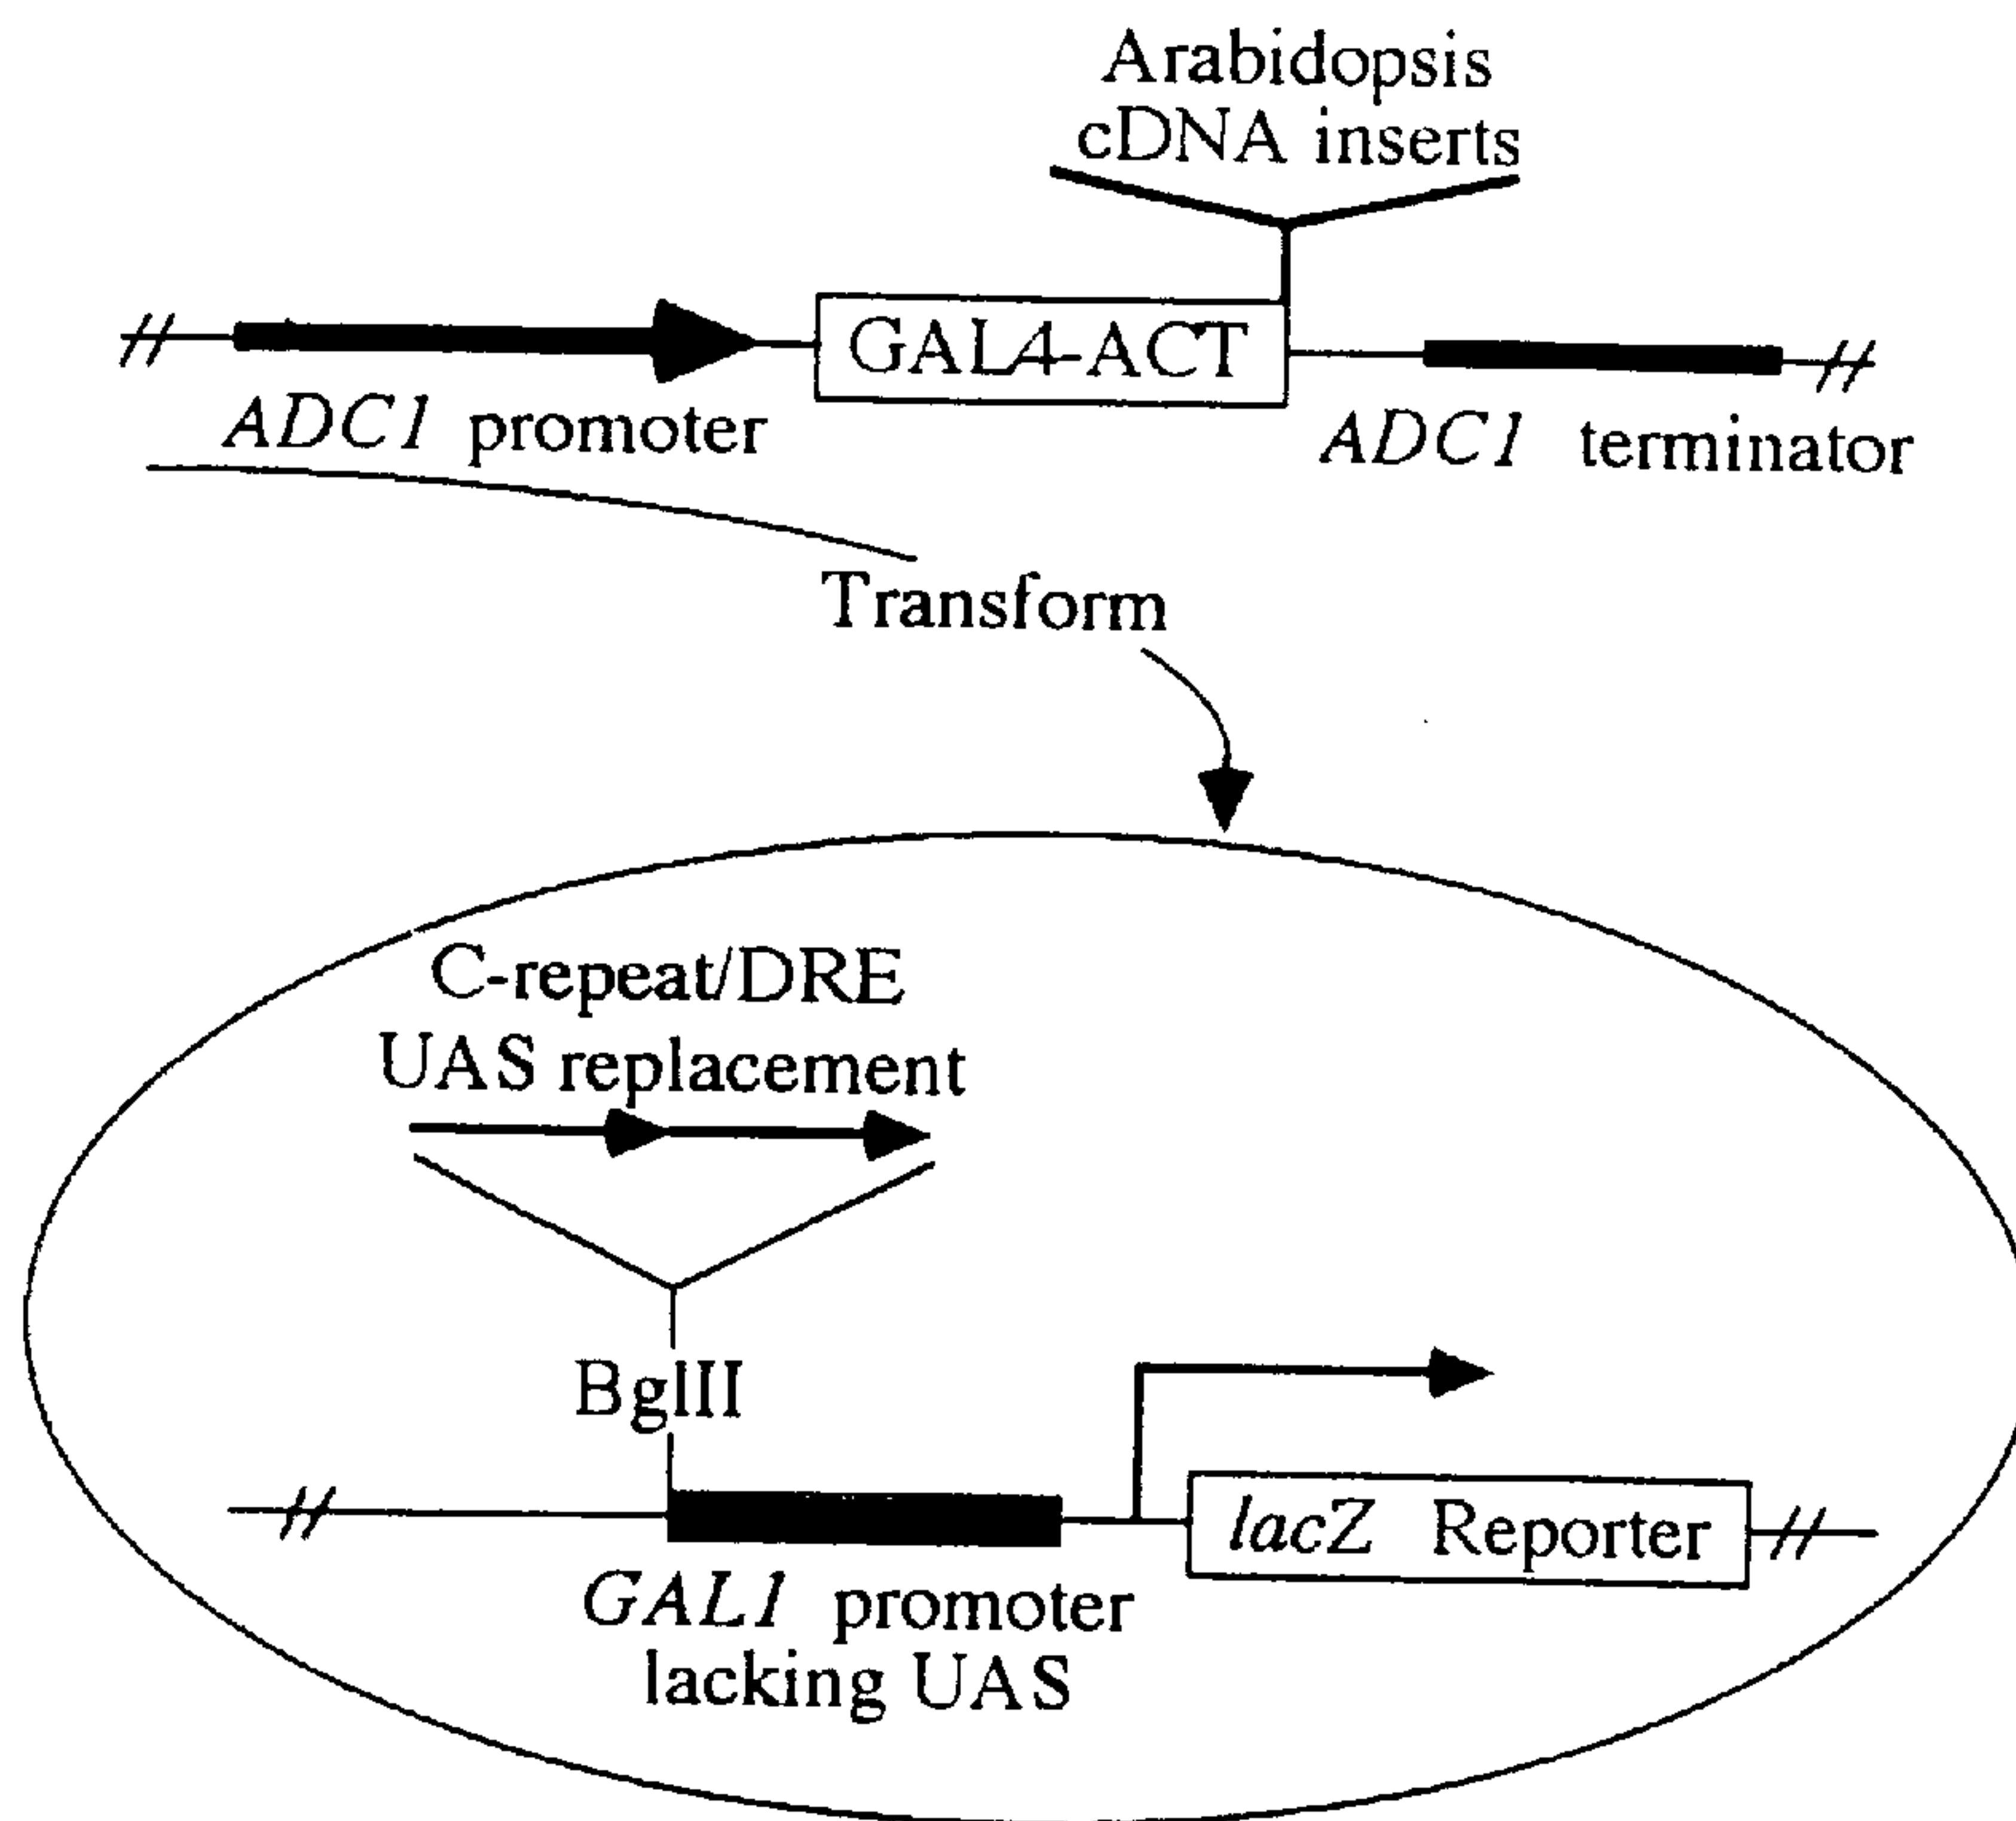 Arabidopsis
cDNA inserts
GAL4-ACT
ADC1 promoter
ADC1 terminator
Transform
C-repeat/DRE
UAS replacement
BglII
lacZ Reporter
GAL1 promoter
lacking UAS